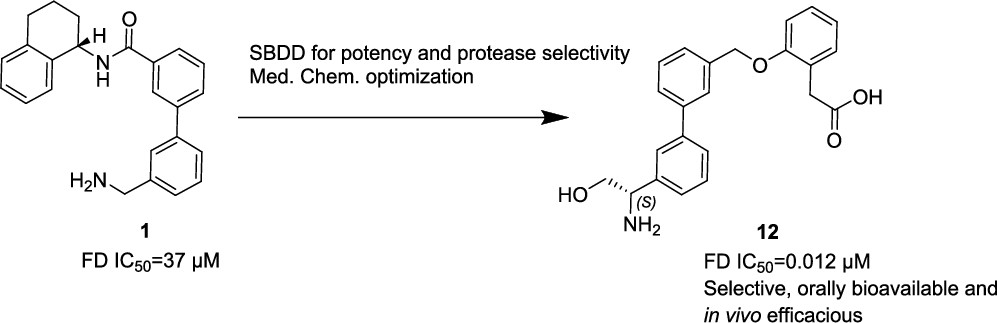 H
O
N
H
H₂N
1
FD IC₅₀=37 µM
SBDD for potency and protease selectivity
Med. Chem. optimization
O
OH
O
HO
(S)
NH₂
12
FD IC₅₀=0.012 µM
Selective, orally bioavailable and
in vivo efficacious